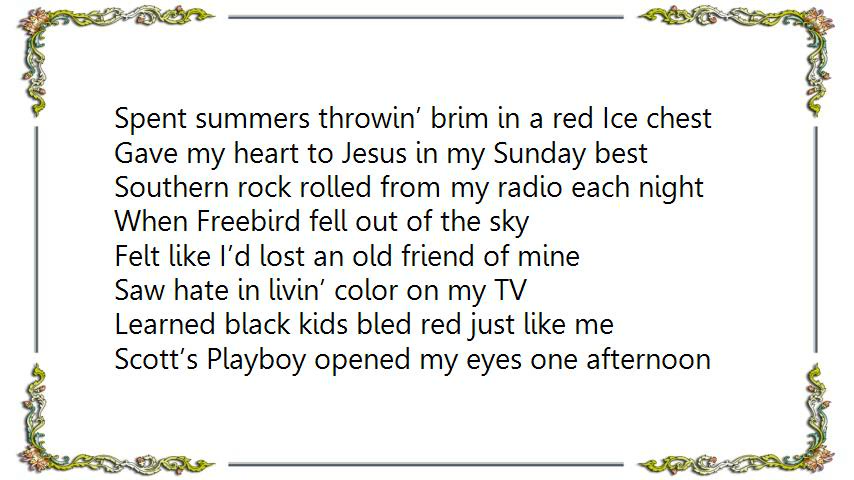 Spent summers throwin’ brim in a red Ice chest
Gave my heart to Jesus in my Sunday best
Southern rock rolled from my radio each night
When Freebird fell out of the sky
Felt like I’d lost an old friend of mine
Saw hate in livin’ color on my TV
Learned black kids bled red just like me
Scott’s Playboy opened my eyes one afternoon